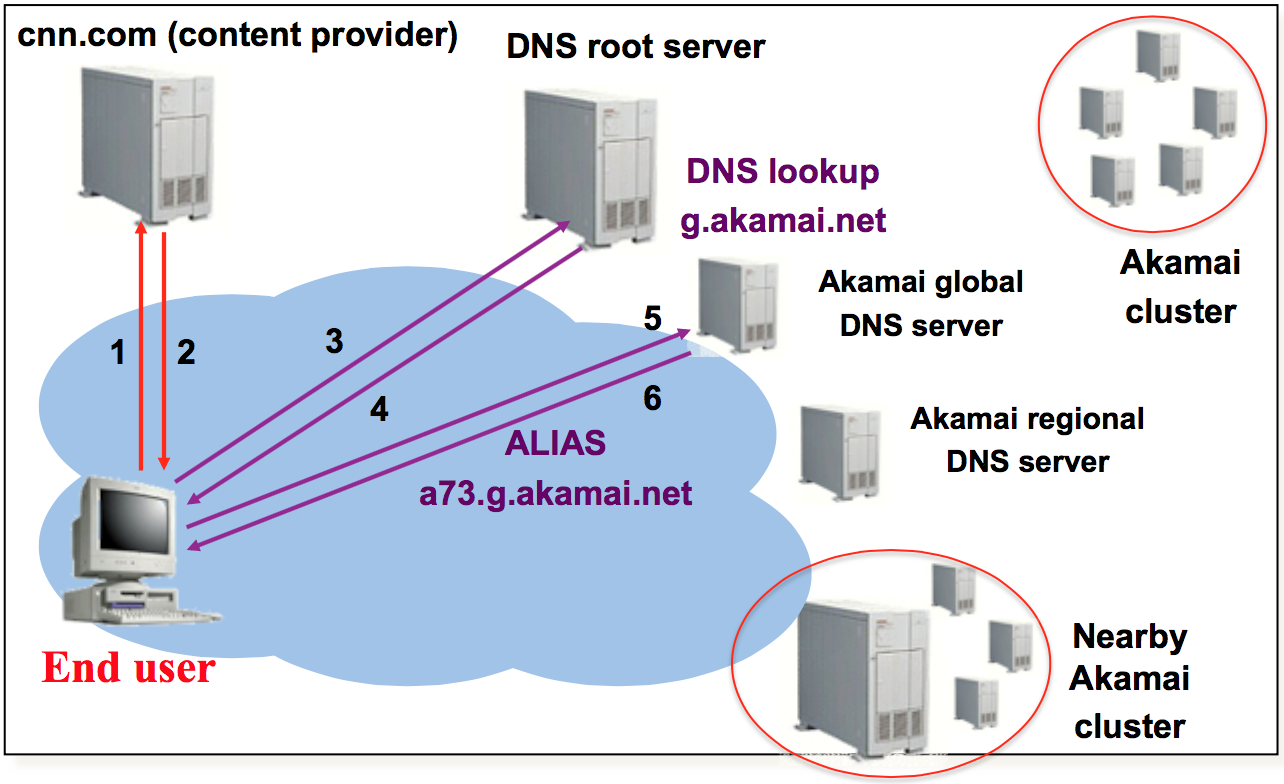 cnn.com (content provider)
DNS root server
DNS lookup
g.akamai.net
Akamai
cluster
Akamai global
DNS server
1
2
3
4
5
6
ALIAS
a73.g.akamai.net
Akamai regional
DNS server
End user
Nearby
Akamai
cluster